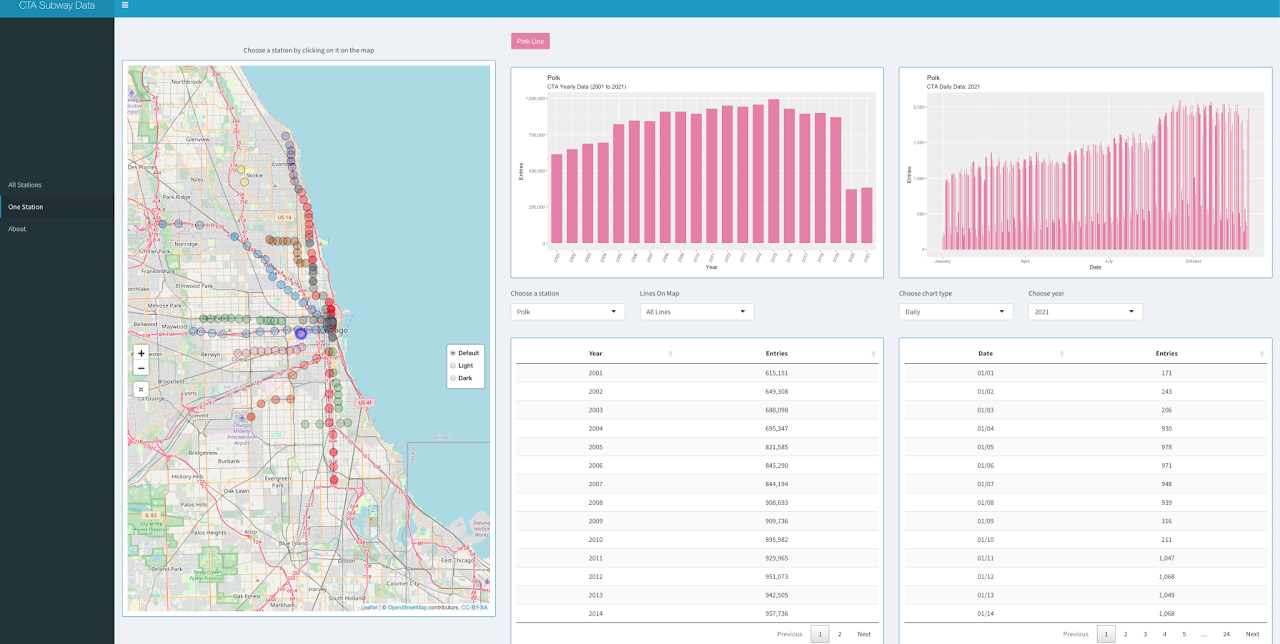 CTA Subway Data
All Stations
One Station
About
Choose a station by clicking on it on the map
Northbrook
Glenview
Des Plaines
Niles
Evanston
Skokie
Park Ridge
US 14
Norridge
Schiller Park
Franklin Park
Northlake
Elmwood Park
Melrose Park
Bellwood
Maywood
Chicago
Berwyn
Cicero
Brookfield
La Grange
Lyons
Summit
Chicago Midway International Airport
US 41
Bridgeview
Burbank
Hickory Hills
Evergreen Park
Oak Lawn
Palos Hills
IL 83
Palos Heights
Alsip
Blue Island
Dolton
East Chicago
Orland Park
Calumet City
Harvey
Oak Forest
South Holland
Markham
+
−
Default
Light
Dark
Leaflet | © OpenStreetMap contributors, CC-BY-SA
Pink Line
Polk
CTA Yearly Data (2001 to 2021)
1,000,000
750,000
500,000
250,000
0
Entries
2001 2002 2003 2004 2005 2006 2007 2008 2009 2010 2011 2012 2013 2014 2015 2016 2017 2018 2019 2020 2021
Year
Polk
CTA Daily Data: 2021
2,000
1,500
1,000
500
0
Entries
January April July October
Date
Choose a station
Polk
Lines On Map
All Lines
Choose chart type
Daily
Choose year
2021
Year Entries
2001 615,151
2002 649,308
2003 688,098
2004 695,347
2005 821,585
2006 845,290
2007 844,194
2008 908,693
2009 909,736
2010 895,982
2011 929,965
2012 951,073
2013 942,505
2014 957,736
Previous 1 2 Next
Date Entries
01/01 171
01/02 243
01/03 206
01/04 930
01/05 978
01/06 971
01/07 948
01/08 939
01/09 316
01/10 211
01/11 1,047
01/12 1,068
01/13 1,049
01/14 1,068
Previous 1 2 3 4 5 … 24 Next